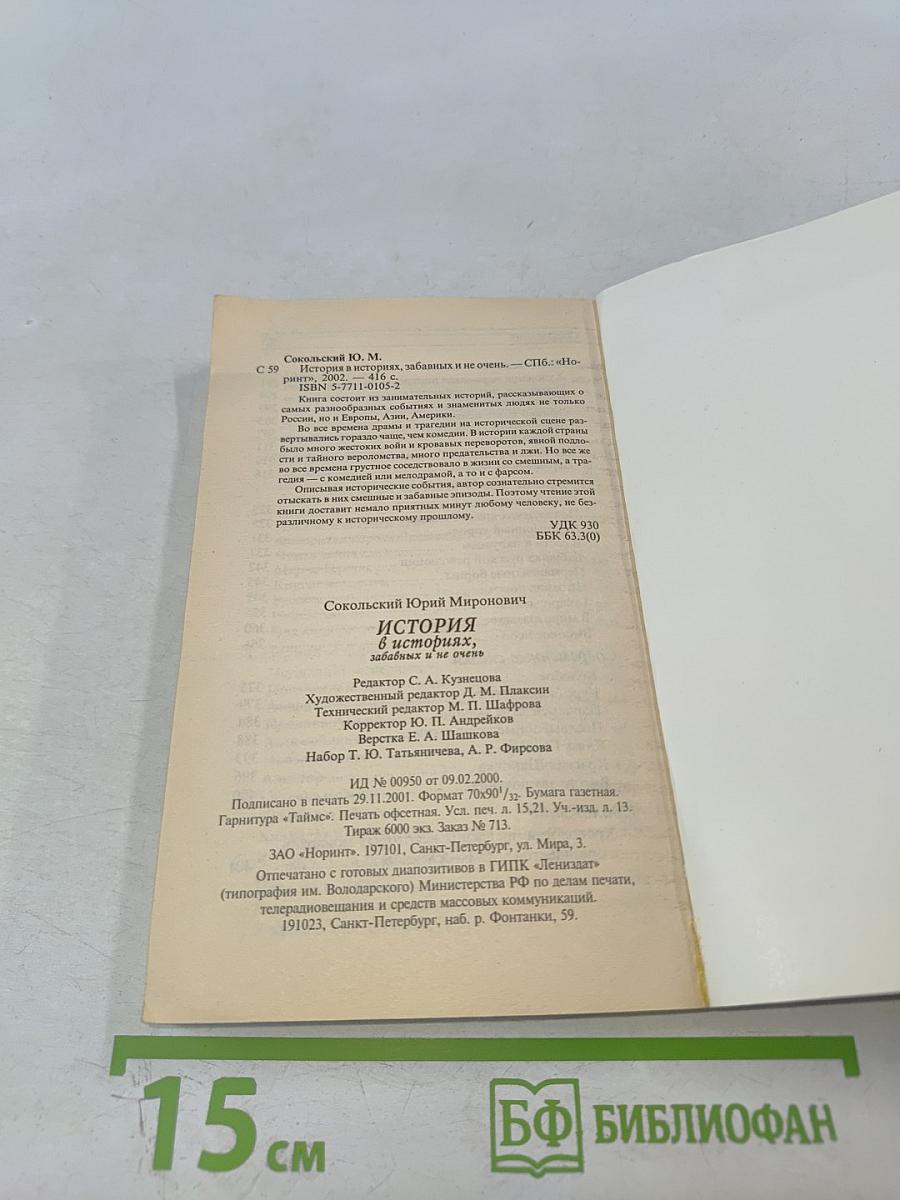 Сокольский Ю. М.
С 59 История в историях, забавных и не очень. — СПб.: «Но-
ринт», 2002. — 416 с.
ISBN 5-7711-0105-2
Книга состоит из занимательных историй, рассказывающих о
самых разнообразных событиях и знаменитых людях не только
России, но и Европы, Азии, Америки.
Во все времена драмы и трагедии на исторической сцене раз-
вертывались гораздо чаще, чем комедии. В истории каждой страны
было много жестоких войн и кровавых переворотов, явной подло-
сти и тайного вероломства, много предательства и лжи. Но все же
во все времена грустное соседствовало в жизни со смешным, а тра-
гедия — с комедией или мелодрамой, а то и с фарсом.
Описывая исторические события, автор сознательно стремится
отыскать в них смешные и забавные эпизоды. Поэтому чтение этой
книги доставит немало приятных минут любому человеку, не без-
различному к историческому прошлому.
УДК 930
ББК 63.3(0)
Сокольский Юрий Миронович
ИСТОРИЯ
в историях,
забавных и не очень
Редактор С. А. Кузнецова
Художественный редактор Д. М. Плаксин
Технический редактор М. П. Шафрова
Корректор Ю. П. Андрейков
Верстка Е. А. Шашкова
Набор Т. Ю. Татьяничева, А. Р. Фирсова
ИД № 00950 от 09.02.2000.
Подписано в печать 29.11.2001. Формат 70х90¹/₃₂. Бумага газетная.
Гарнитура «Таймс». Печать офсетная. Усл. печ. л. 15,21. Уч.-изд. л. 13.
Тираж 6000 экз. Заказ № 713.
ЗАО «Норинт». 197101, Санкт-Петербург, ул. Мира, 3.
Отпечатано с готовых диапозитивов в ГИПК «Лениздат»
(типография им. Володарского) Министерства РФ по делам печати,
телерадиовещания и средств массовых коммуникаций.
191023, Санкт-Петербург, наб. р. Фонтанки, 59.
15 см
БФ БИБЛИОФАН